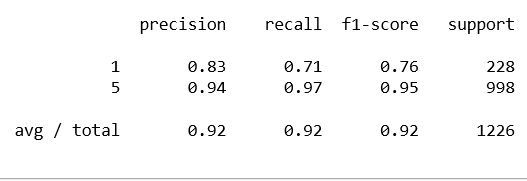 precision recall f1-score support
1 0.83 0.71 0.76 228
5 0.94 0.97 0.95 998
avg / total 0.92 0.92 0.92 1226